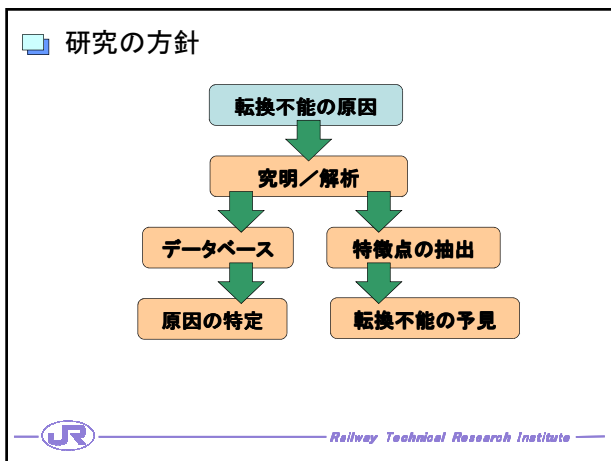 研究の方針
転換不能の原因
究明／解析
データベース
特徴点の抽出
原因の特定
転換不能の予見
JR
Railway Technical Research Institute